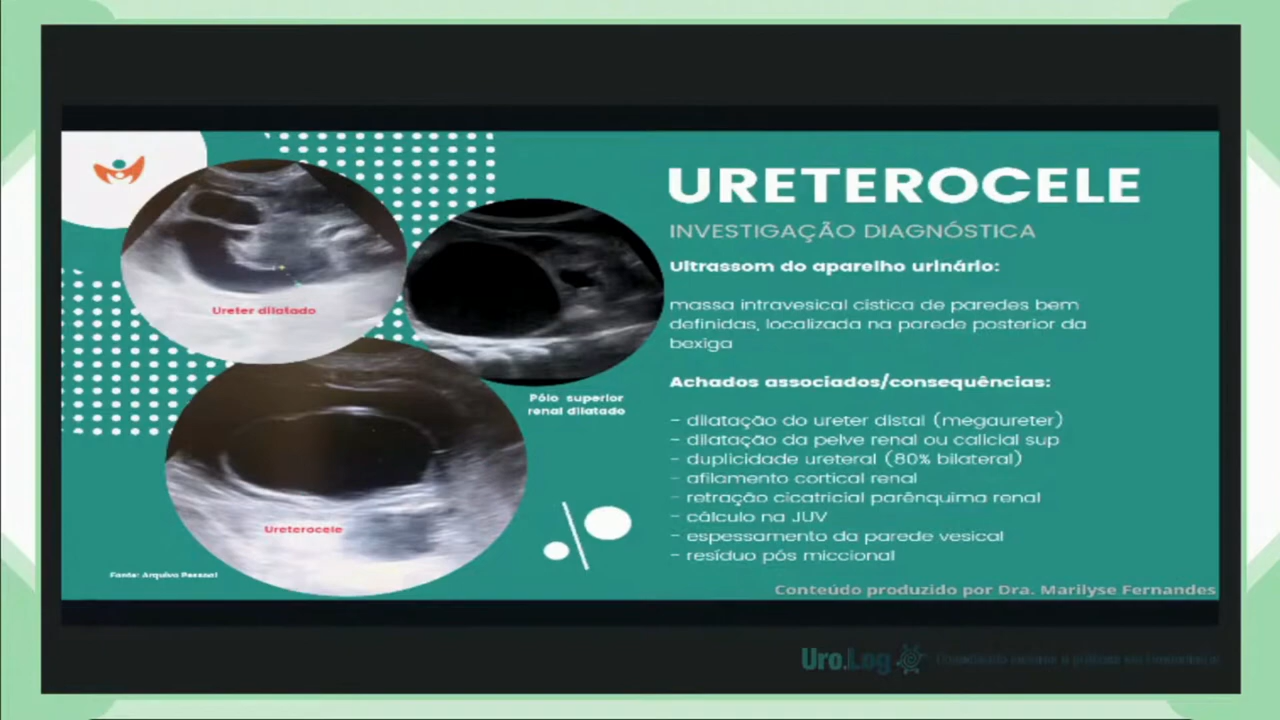 URETEROCELE
INVESTIGAÇÃO DIAGNÓSTICA
Ultrassom do aparelho urinário:
massa intravesical cística de paredes bem
definidas, localizada na parede posterior da
bexiga
Achados associados/consequências:
- dilatação do ureter distal (megaureter)
- dilatação da pelve renal ou calicial sup
- duplicidade ureteral (80% bilateral)
- afilamento cortical renal
- retração cicatricial parênquima renal
- cálculo na JUV
- espessamento da parede vesical
- resíduo pós miccional
Ureter dilatado
Pólo superior
renal dilatado
Ureterocele
Fonte: Arquivo Pessoal
Conteúdo produzido por Dra. Marilyse Fernandes
Uro.Log